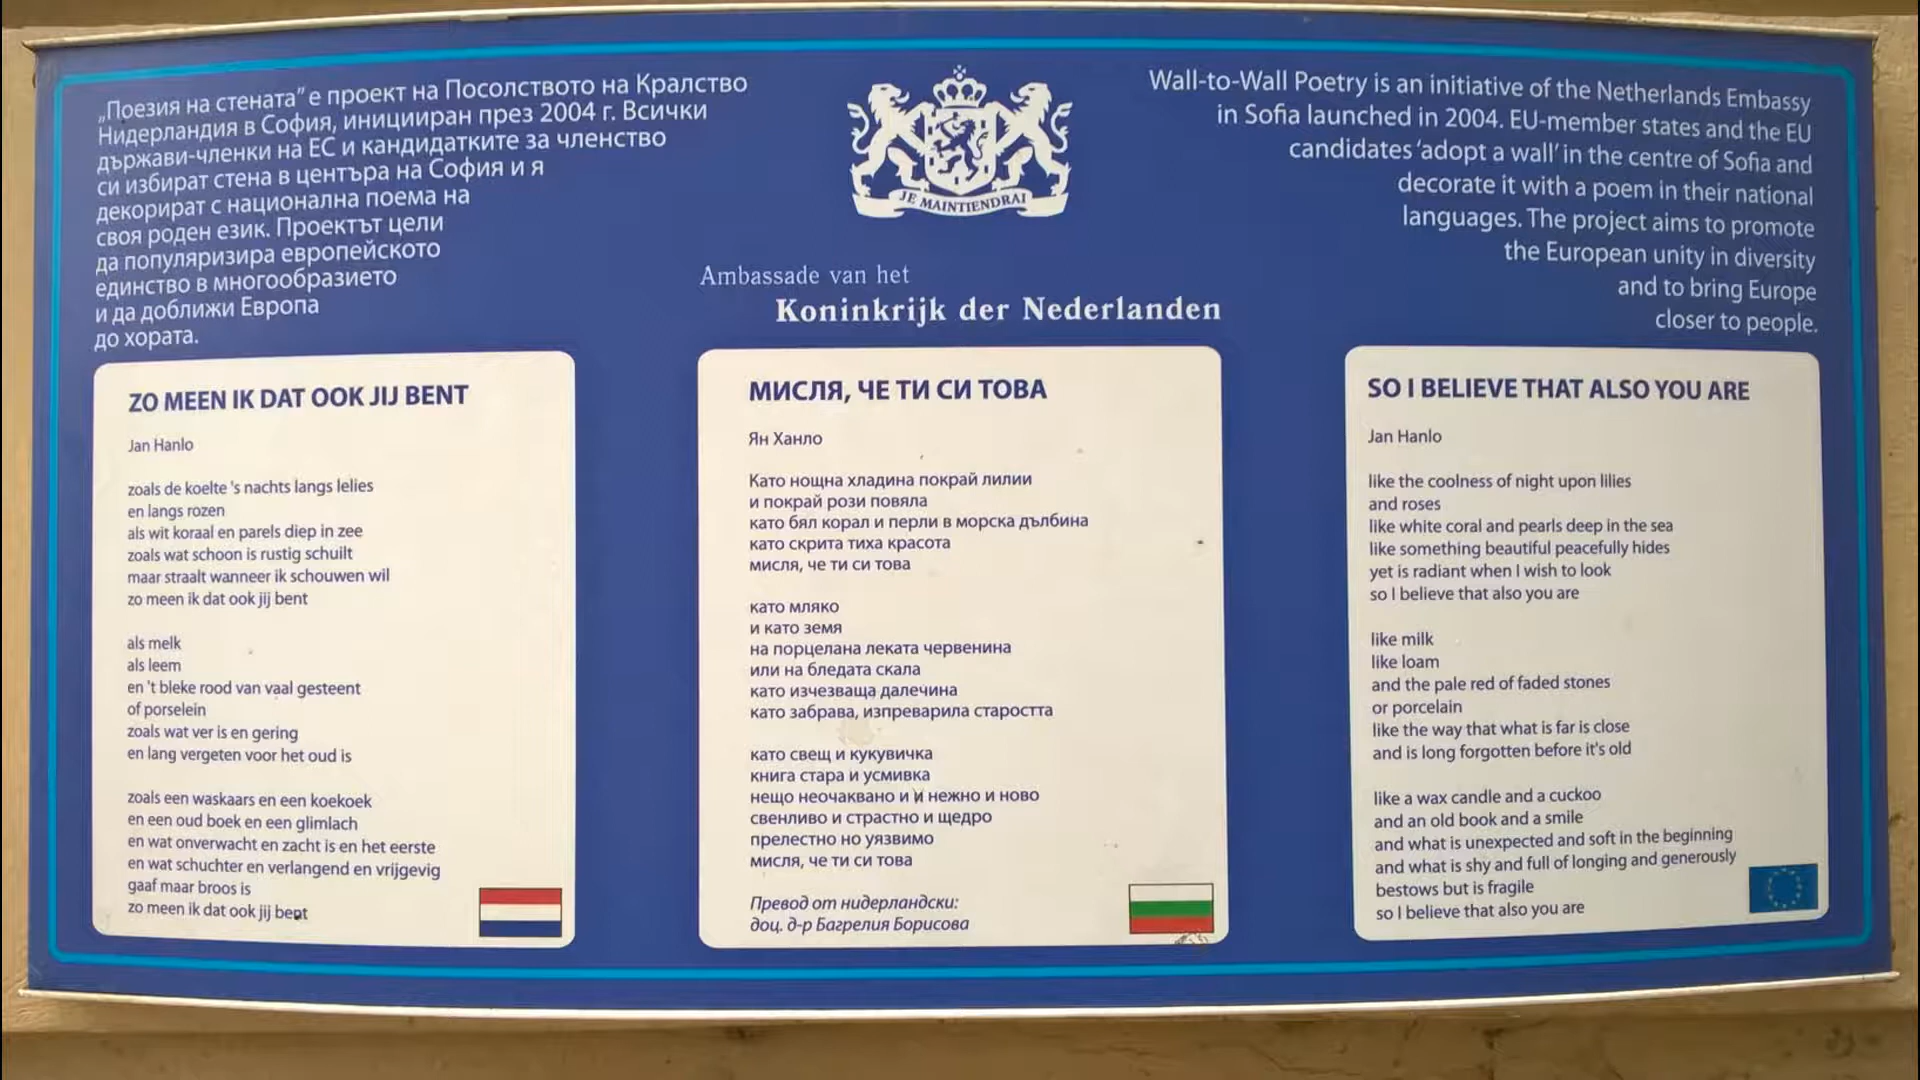 „Поезия на стената” е проект на Посолството на Кралство
Нидерландия в София, иницииран през 2004 г. Всички
държави-членки на ЕС и кандидатките за членство
си избират стена в центъра на София и я
декорират с национална поема на
своя роден език. Проектът цели
да популяризира европейското
единство в многообразието
и да доближи Европа
до хората.
JE MAINTIENDRAI
Ambassade van het
Koninkrijk der Nederlanden
Wall-to-Wall Poetry is an initiative of the Netherlands Embassy
in Sofia launched in 2004. EU-member states and the EU
candidates ‘adopt a wall’ in the centre of Sofia and
decorate it with a poem in their national
languages. The project aims to promote
the European unity in diversity
and to bring Europe
closer to people.
ZO MEEN IK DAT OOK JIJ BENT
Jan Hanlo
zoals de koelte 's nachts langs lelies
en langs rozen
als wit koraal en parels diep in zee
zoals wat schoon is rustig schuilt
maar straalt wanneer ik schouwen wil
zo meen ik dat ook jij bent
als melk
als leem
en 't bleke rood van vaal gesteent
of porselein
zoals wat ver is en gering
en lang vergeten voor het oud is
zoals een waskaars en een koekoek
en een oud boek en een glimlach
en wat onverwacht en zacht is en het eerste
en wat schuchter en verlangend en vrijgevig
gaaf maar broos is
zo meen ik dat ook jij bent
МИСЛЯ, ЧЕ ТИ СИ ТОВА
Ян Ханло
Като нощна хладина покрай лилии
и покрай рози повяла
като бял корал и перли в морска дълбина
като скрита тиха красота
мисля, че ти си това
като мляко
и като земя
на порцелана леката червенина
или на бледата скала
като изчезваща далечина
като забрава, изпреварила старостта
като свещ и кукувичка
книга стара и усмивка
нещо неочаквано и и нежно и ново
свенливо и страстно и щедро
прелестно но уязвимо
мисля, че ти си това
Превод от нидерландски:
доц. д-р Багрелия Борисова
SO I BELIEVE THAT ALSO YOU ARE
Jan Hanlo
like the coolness of night upon lilies
and roses
like white coral and pearls deep in the sea
like something beautiful peacefully hides
yet is radiant when I wish to look
so I believe that also you are
like milk
like loam
and the pale red of faded stones
or porcelain
like the way that what is far is close
and is long forgotten before it's old
like a wax candle and a cuckoo
and an old book and a smile
and what is unexpected and soft in the beginning
and what is shy and full of longing and generously
bestows but is fragile
so I believe that also you are